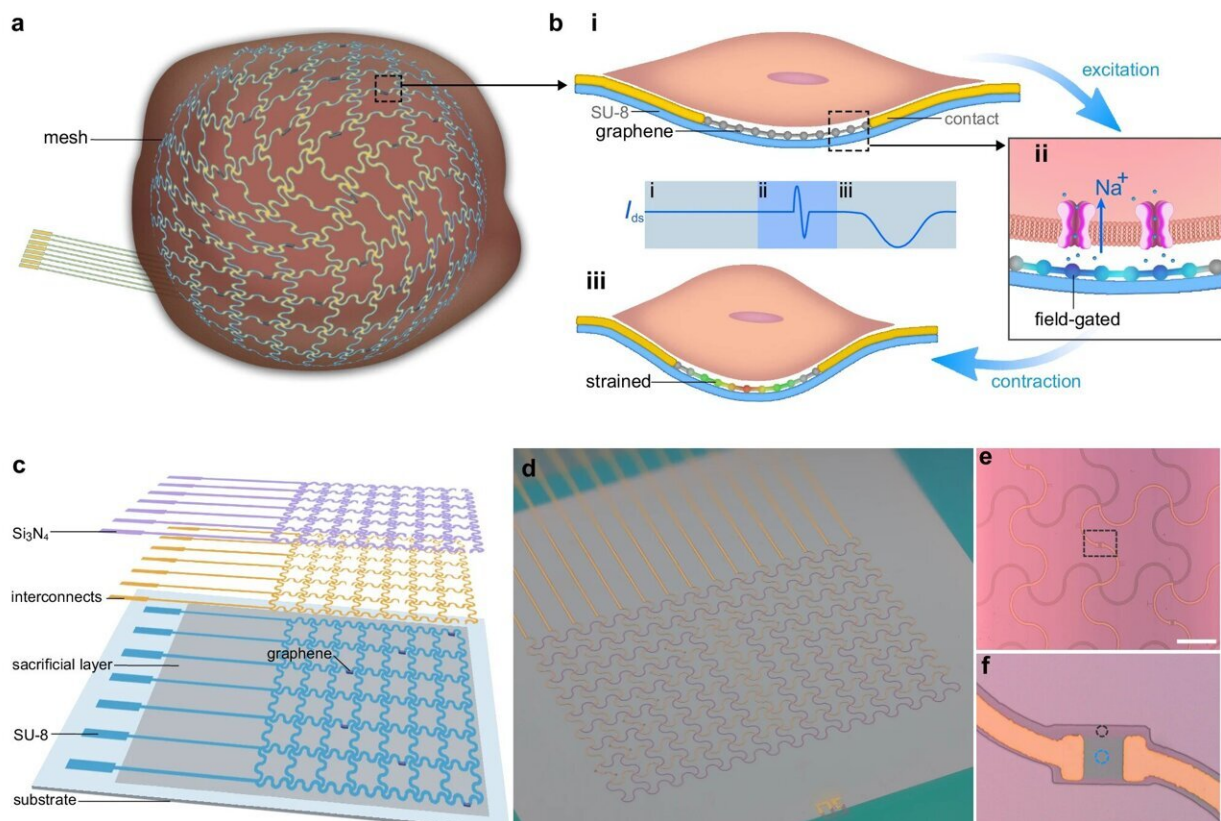 a
mesh
b
i
excitation
SU-8
graphene
contact
ii
Na+
field-gated
i
ii
iii
Ids
iii
strained
contraction
c
Si3N4
interconnects
sacrificial layer
graphene
SU-8
substrate
d
e
f